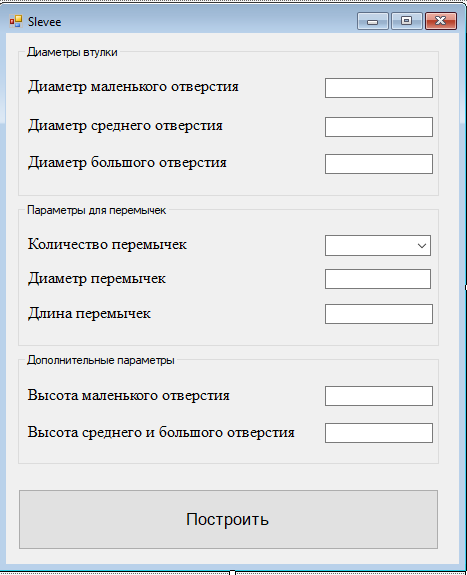 Slevee
Диаметры втулки
Диаметр маленького отверстия
Диаметр среднего отверстия
Диаметр большого отверстия
Параметры для перемычек
Количество перемычек
Диаметр перемычек
Длина перемычек
Дополнительные параметры
Высота маленького отверстия
Высота среднего и большого отверстия
Построить